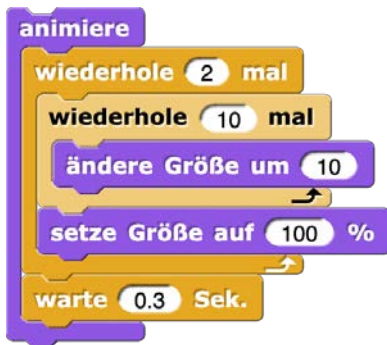 animiere
wiederhole 2 mal
wiederhole 10 mal
ändere Größe um 10
setze Größe auf 100 %
warte 0.3 Sek.